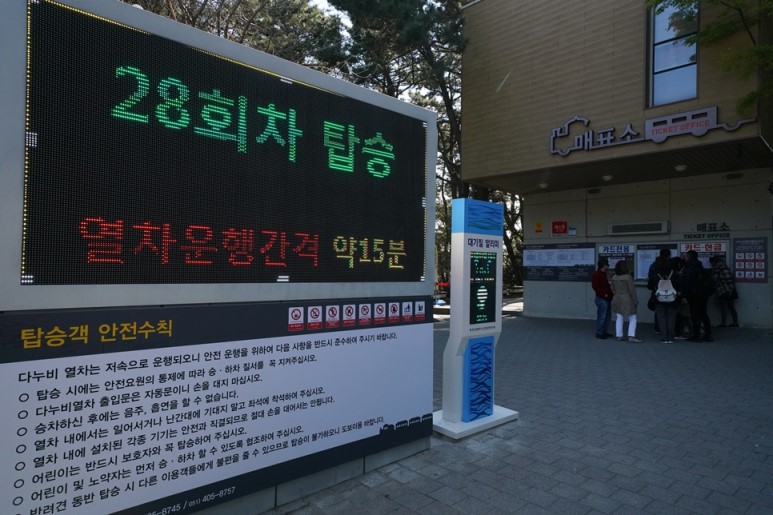 28회차 탑승
열차운행간격 약15분
탑승객 안전수칙
다누비 열차는 저속으로 운행되오니 안전 운행을 위하여 다음 사항을 반드시 준수하여 주시기 바랍니다.
○ 탑승 시에는 안전요원의 통제에 따라 승·하차 질서를 꼭 지켜주십시오.
○ 다누비열차 출입문은 자동문이니 손을 대지 마십시오.
○ 승차하신 후에는 음주, 흡연을 할 수 없습니다.
○ 열차 내에서는 일어서거나 난간대에 기대지 말고 좌석에 착석하여 주십시오.
○ 열차 내에 설치된 각종 기기는 안전과 직결되므로 절대 손을 대어서는 안됩니다.
○ 어린이는 반드시 보호자와 꼭 탑승하여 주십시오.
○ 어린이 및 노약자는 먼저 승·하차 할 수 있도록 협조하여 주십시오.
○ 반려견 동반 탑승 시 다른 이용객들에게 불편을 줄 수 있으므로 탑승이 불가하오니 도보이용 바랍니다.
405-8745 / (051) 405-8757
대기질 알리미
매표소 TICKET OFFICE
매표소
TICKET OFFICE
카드전용
카드·현금